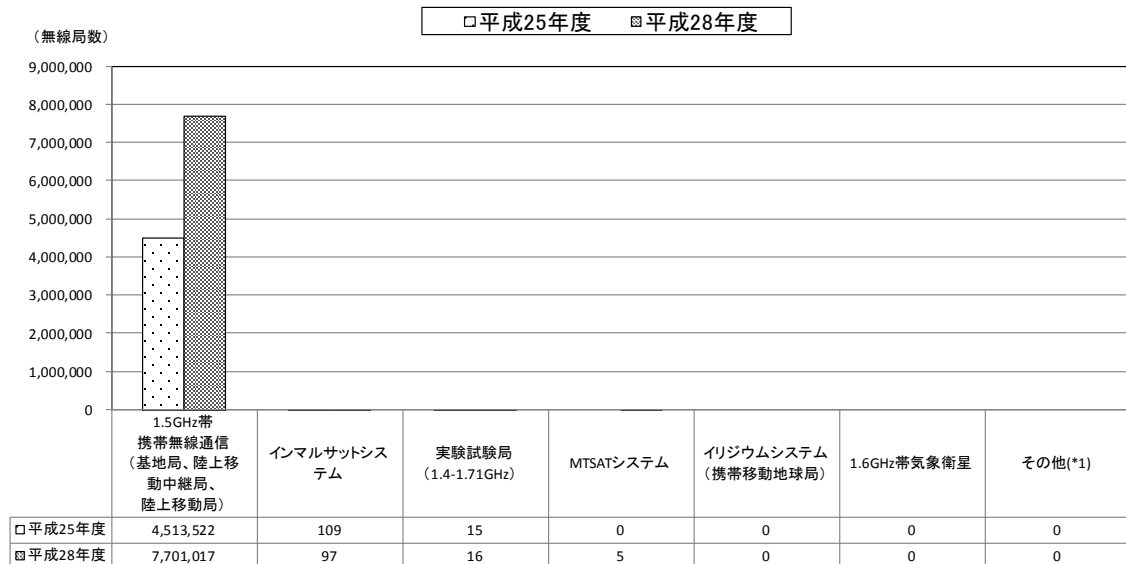 □平成25年度 ▩平成28年度
（無線局数）
9,000,000
8,000,000
7,000,000
6,000,000
5,000,000
4,000,000
3,000,000
2,000,000
1,000,000
0
1.5GHz帯
携帯無線通信
（基地局、陸上移
動中継局、
陸上移動局）
インマルサットシス
テム
実験試験局
（1.4-1.71GHz）
MTSATシステム
イリジウムシステム
（携帯移動地球局）
1.6GHz帯気象衛星
その他(*1)
□平成25年度 4,513,522 109 15 0 0 0 0
▩平成28年度 7,701,017 97 16 5 0 0 0